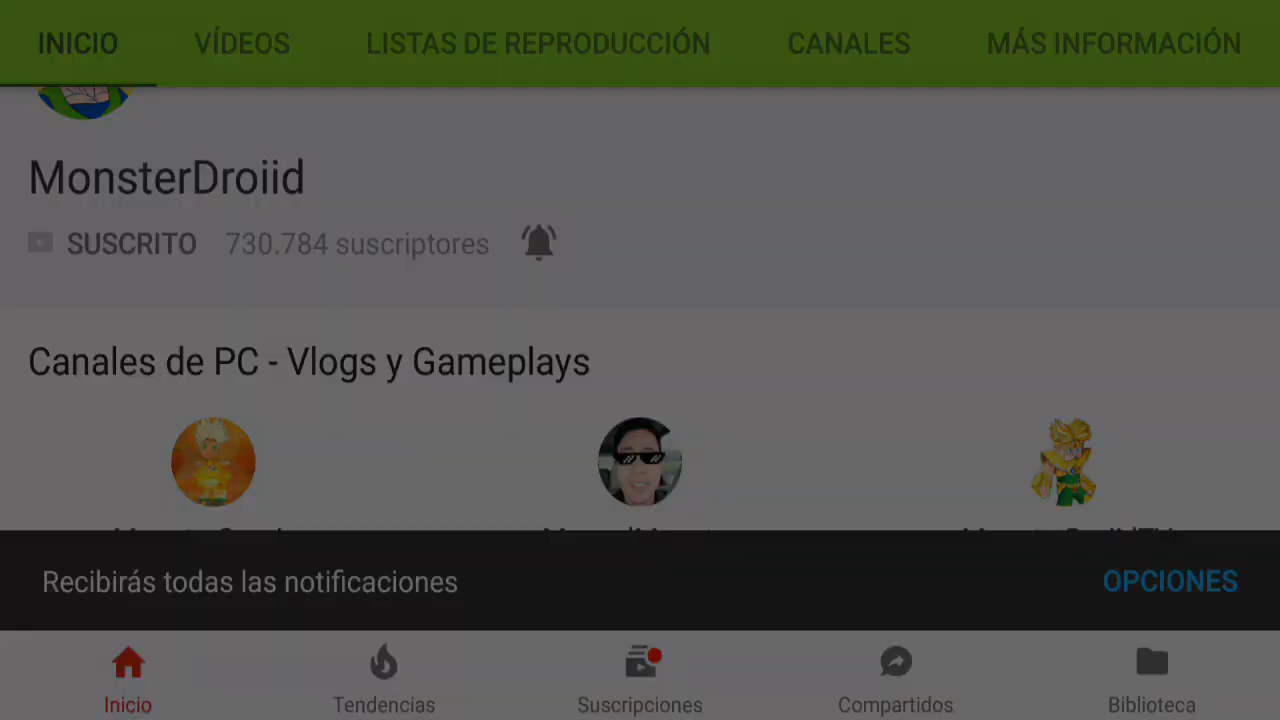 INICIO VÍDEOS LISTAS DE REPRODUCCIÓN CANALES MÁS INFORMACIÓN
MonsterDroiid
SUSCRITO 730.784 suscriptores
Canales de PC - Vlogs y Gameplays
Recibirás todas las notificaciones OPCIONES
Inicio Tendencias Suscripciones Compartidos Biblioteca